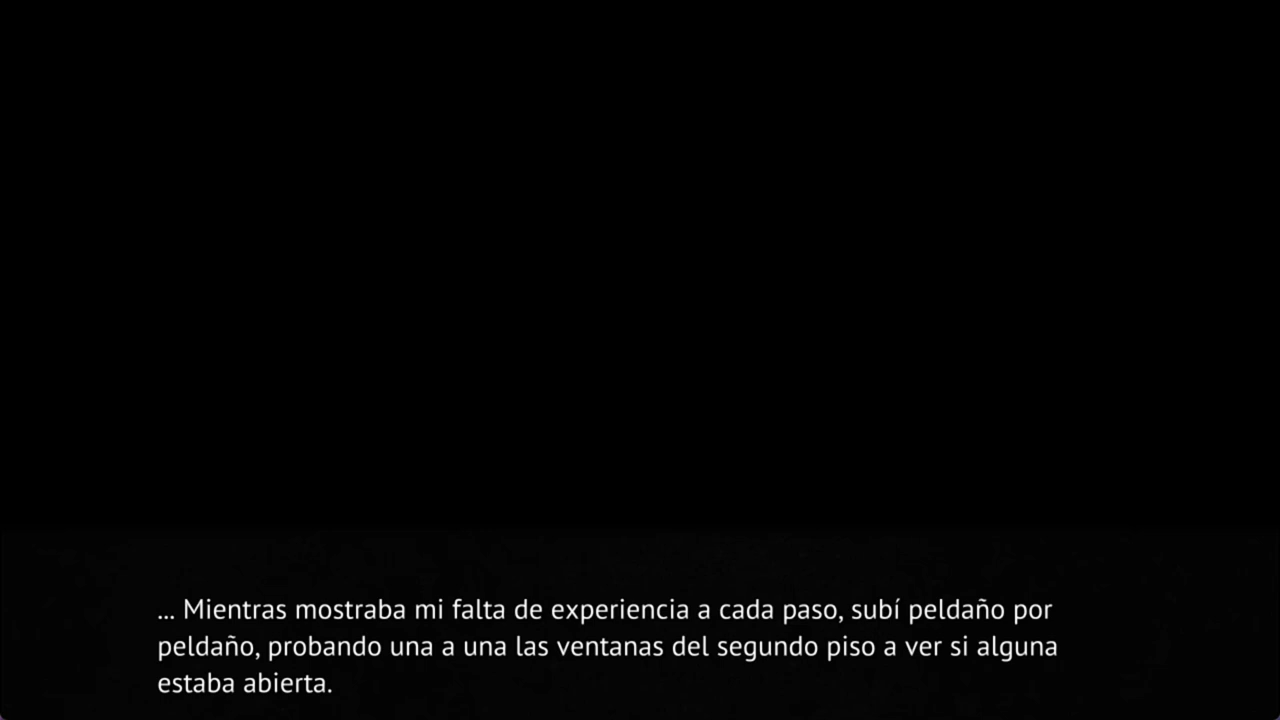 ... Mientras mostraba mi falta de experiencia a cada paso, subí peldaño por
peldaño, probando una a una las ventanas del segundo piso a ver si alguna
estaba abierta.